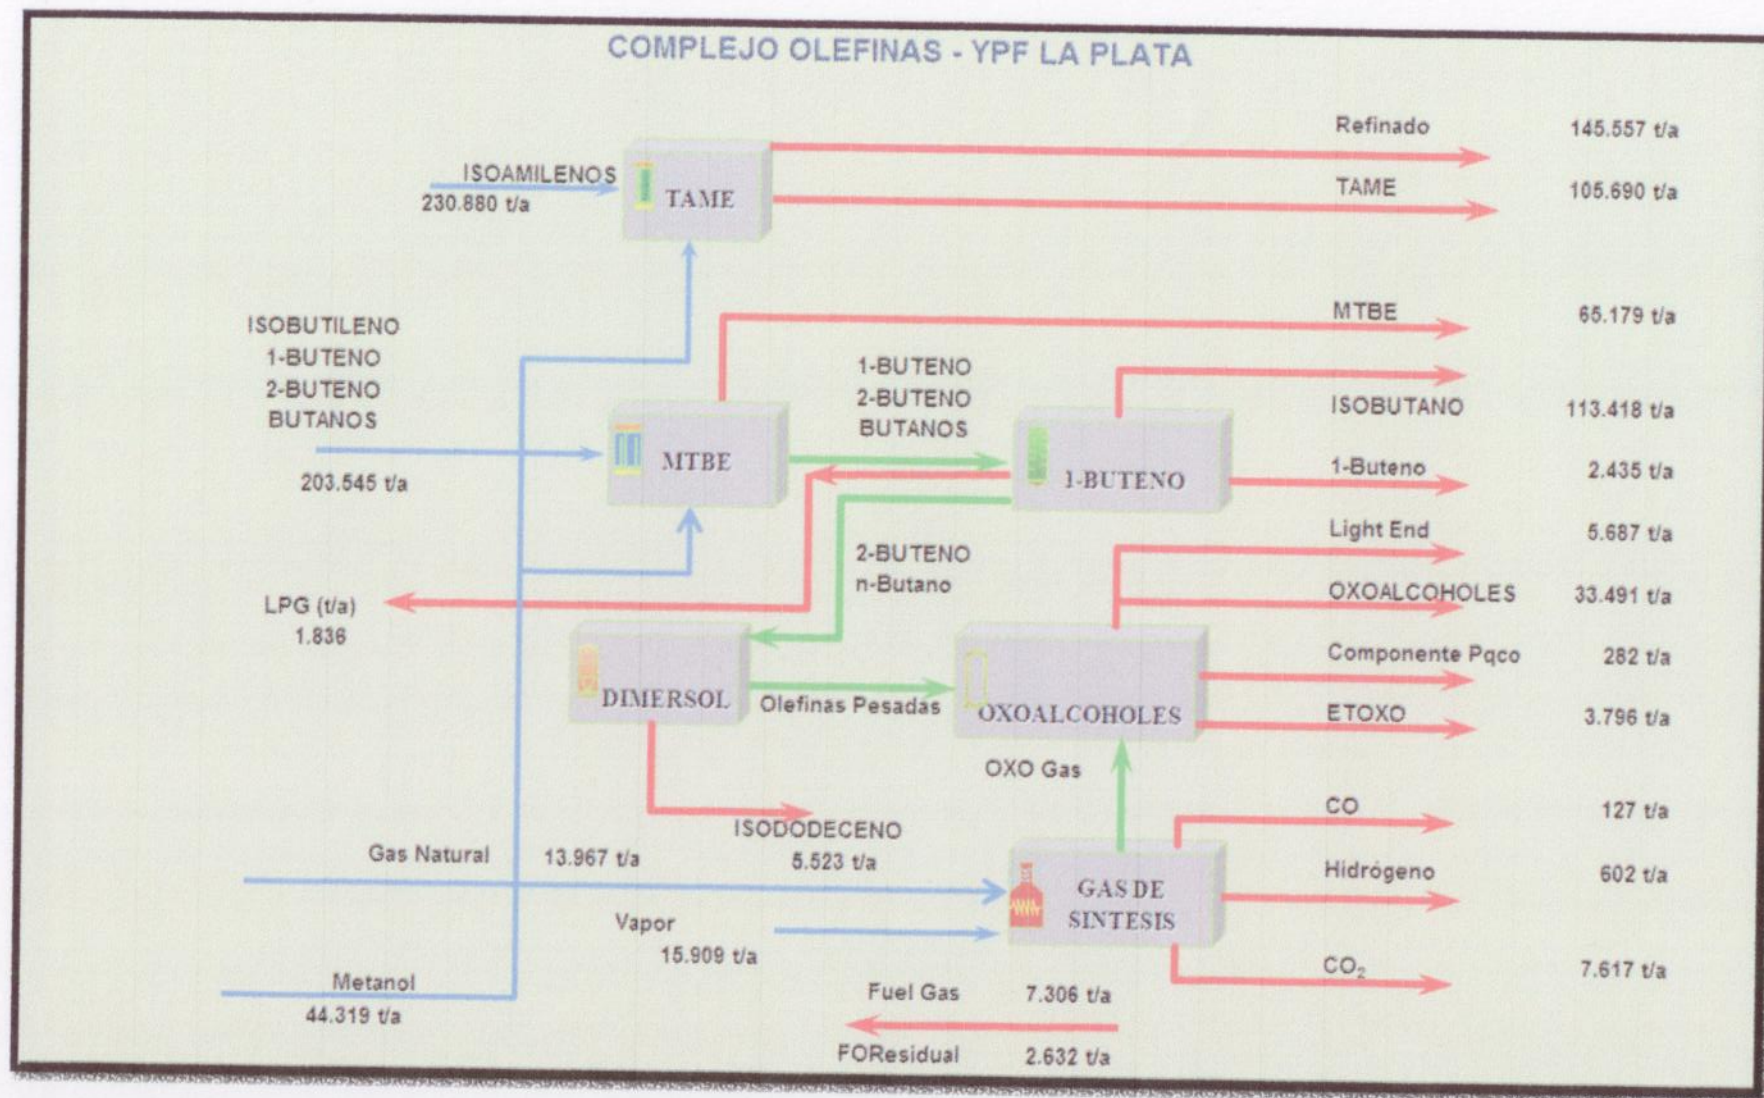 COMPLEJO OLEFINAS - YPF LA PLATA
Refinado 145.557 t/a
ISOAMILENOS
230.880 t/a
TAME
TAME 105.690 t/a
MTBE 65.179 t/a
ISOBUTILENO
1-BUTENO
2-BUTENO
BUTANOS
203.545 t/a
MTBE
1-BUTENO
2-BUTENO
BUTANOS
1-BUTENO
ISOBUTANO 113.418 t/a
1-Buteno 2.435 t/a
Light End 5.687 t/a
2-BUTENO
n-Butano
LPG (t/a)
1.836
OXOALCOHOLES 33.491 t/a
Componente Pqco 282 t/a
DIMERSOL
Olefinas Pesadas
OXOALCOHOLES
ETOXO 3.796 t/a
OXO Gas
CO 127 t/a
ISODODECENO
5.523 t/a
Gas Natural 13.967 t/a
Hidrógeno 602 t/a
GAS DE
SINTESIS
Vapor
15.909 t/a
CO₂ 7.617 t/a
Metanol
44.319 t/a
Fuel Gas 7.306 t/a
FOResidual 2.632 t/a